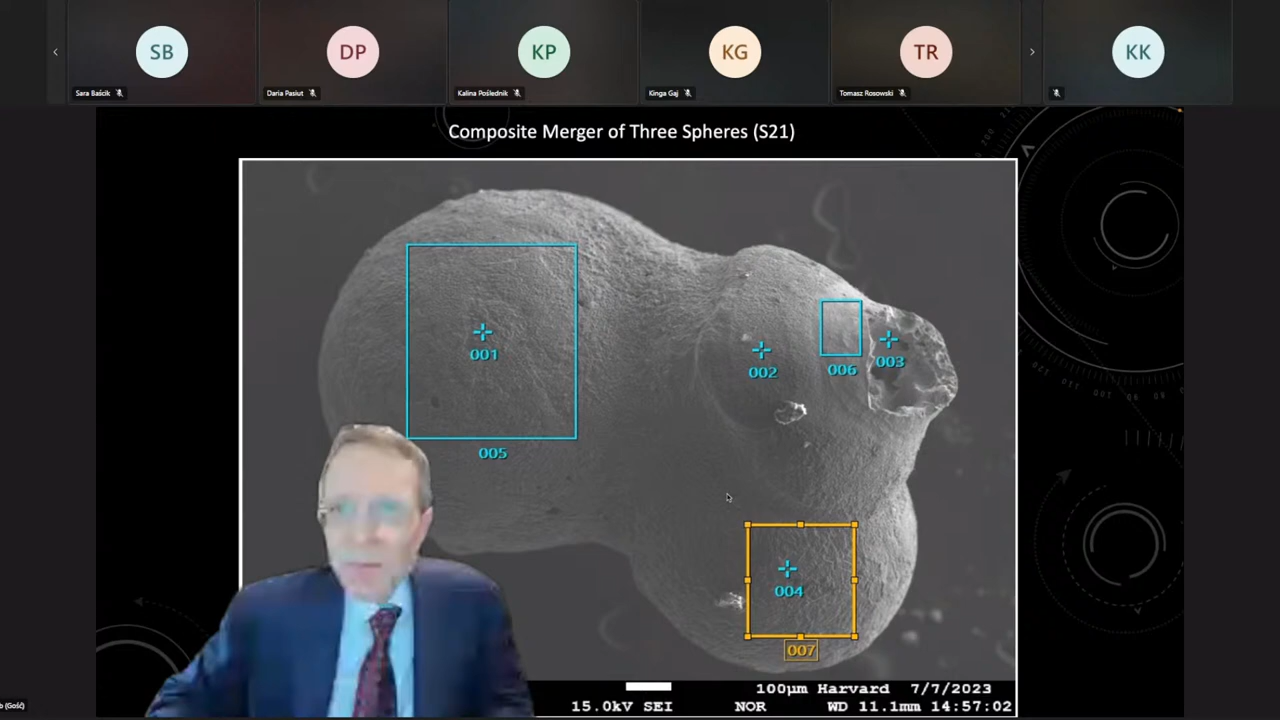 SB
DP
KP
KG
TR
KK
Sara Baścik
Daria Pasiut
Kalina Poślednik
Kinga Gaj
Tomasz Rosowski
Composite Merger of Three Spheres (S21)
001
002
003
006
005
004
007
100μm Harvard 7/7/2023
15.0kV SEI NOR WD 11.1mm 14:57:02
(Gość)